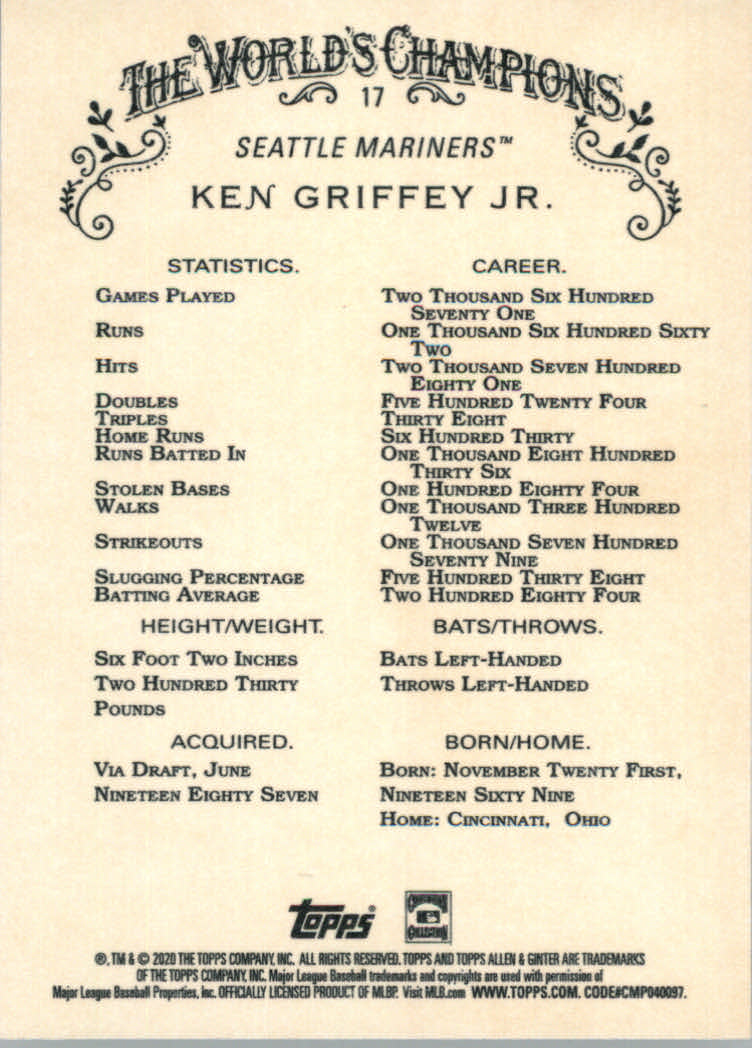 THE WORLD'S CHAMPIONS
17
SEATTLE MARINERS™
KEN GRIFFEY JR.
STATISTICS. CAREER.
GAMES PLAYED TWO THOUSAND SIX HUNDRED
SEVENTY ONE
RUNS ONE THOUSAND SIX HUNDRED SIXTY
TWO
HITS TWO THOUSAND SEVEN HUNDRED
EIGHTY ONE
DOUBLES FIVE HUNDRED TWENTY FOUR
TRIPLES THIRTY EIGHT
HOME RUNS SIX HUNDRED THIRTY
RUNS BATTED IN ONE THOUSAND EIGHT HUNDRED
THIRTY SIX
STOLEN BASES ONE HUNDRED EIGHTY FOUR
WALKS ONE THOUSAND THREE HUNDRED
TWELVE
STRIKEOUTS ONE THOUSAND SEVEN HUNDRED
SEVENTY NINE
SLUGGING PERCENTAGE FIVE HUNDRED THIRTY EIGHT
BATTING AVERAGE TWO HUNDRED EIGHTY FOUR
HEIGHT/WEIGHT. BATS/THROWS.
SIX FOOT TWO INCHES BATS LEFT-HANDED
TWO HUNDRED THIRTY THROWS LEFT-HANDED
POUNDS
ACQUIRED. BORN/HOME.
VIA DRAFT, JUNE BORN: NOVEMBER TWENTY FIRST,
NINETEEN EIGHTY SEVEN NINETEEN SIXTY NINE
HOME: CINCINNATI, OHIO
Topps®
COOPERSTOWN
COLLECTION
®, TM & © 2020 THE TOPPS COMPANY, INC. ALL RIGHTS RESERVED. TOPPS AND TOPPS ALLEN & GINTER ARE TRADEMARKS
OF THE TOPPS COMPANY, INC. Major League Baseball trademarks and copyrights are used with permission of
Major League Baseball Properties, Inc. OFFICIALLY LICENSED PRODUCT OF MLBP. Visit MLB.com WWW.TOPPS.COM. CODE#CMP040097.